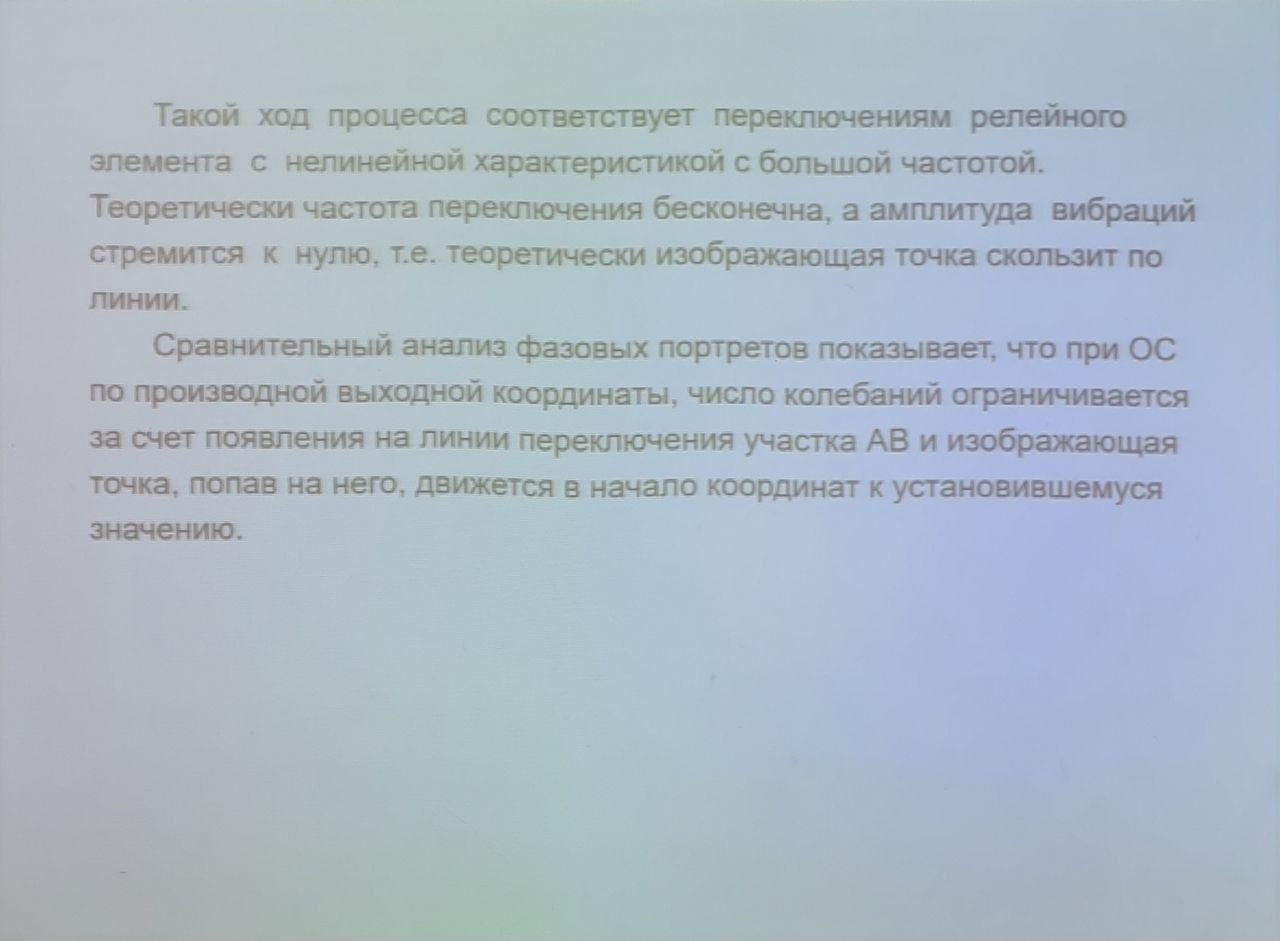 Такой ход процесса соответствует переключениям релейного
элемента с нелинейной характеристикой с большой частотой.
Теоретически частота переключения бесконечна, а амплитуда вибраций
стремится к нулю, т.е. теоретически изображающая точка скользит по
линии.
Сравнительный анализ фазовых портретов показывает, что при ОС
по производной выходной координаты, число колебаний ограничивается
за счет появления на линии переключения участка АВ и изображающая
точка, попав на него, движется в начало координат к установившемуся
значению.